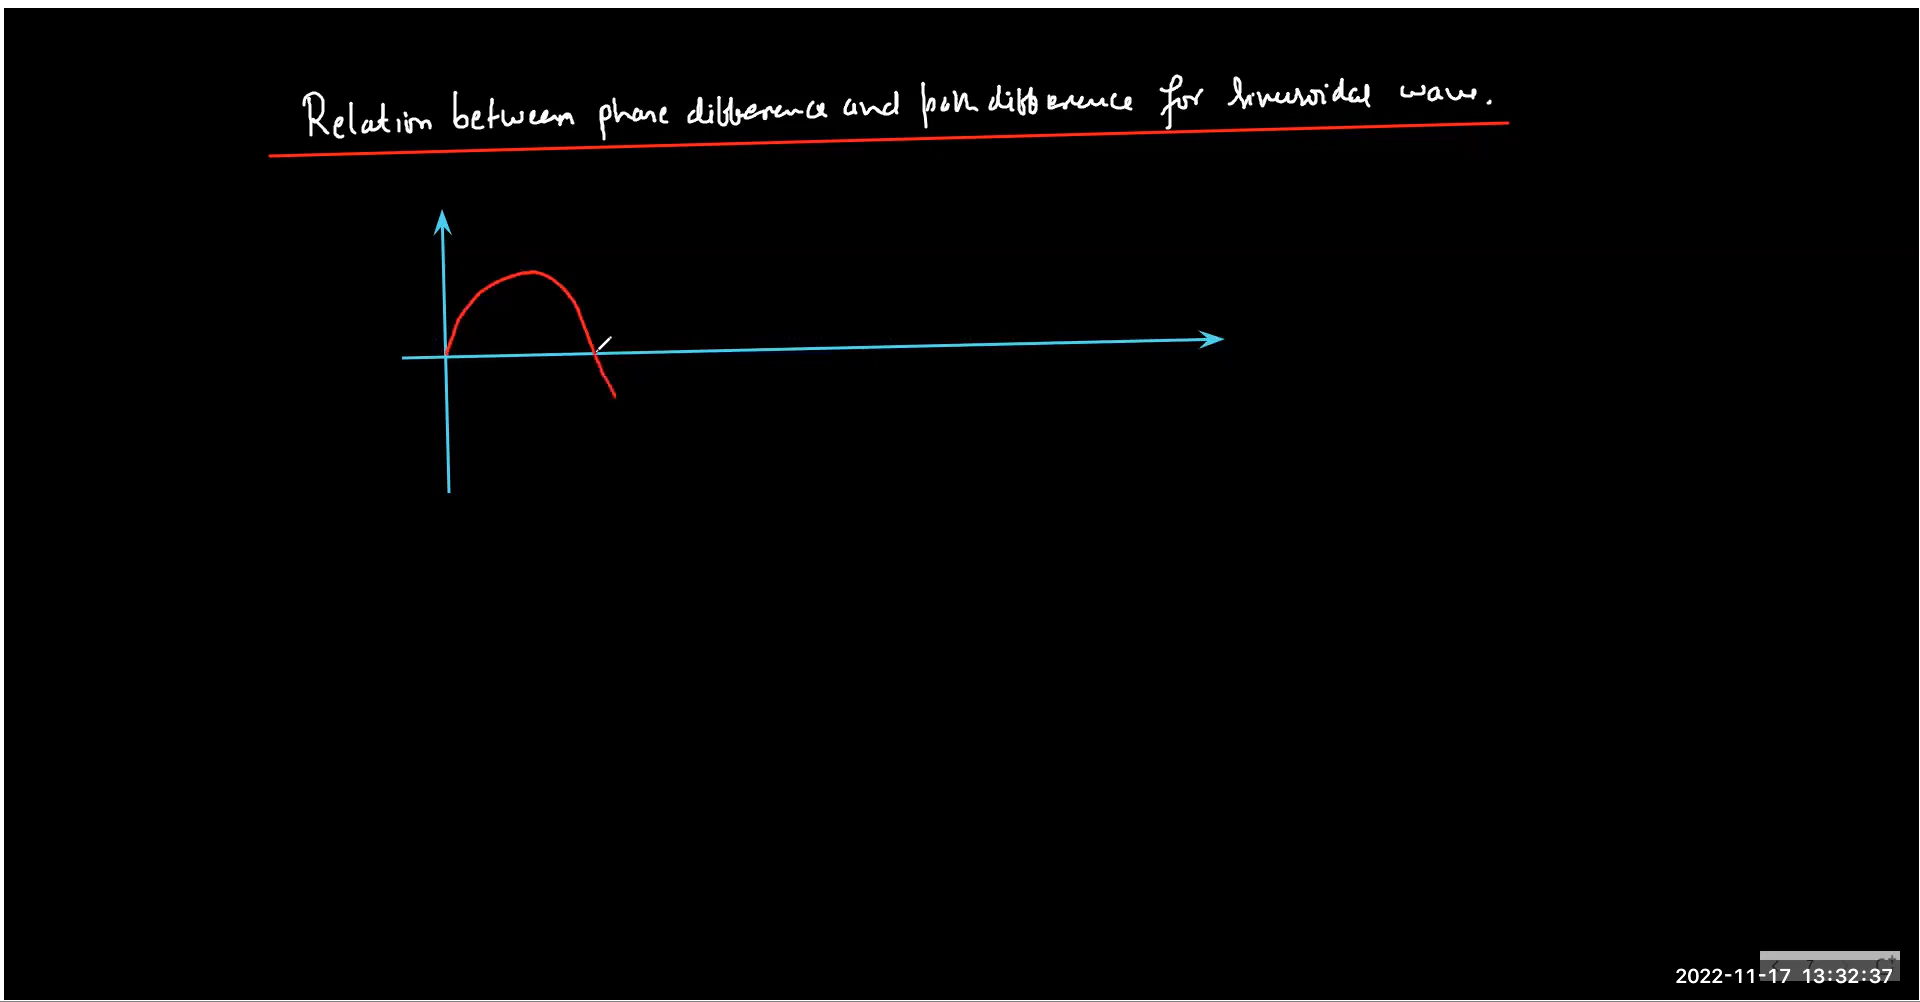 Relation between phase difference and path difference for sinusoidal wave.
2022-11-17 13:32:37